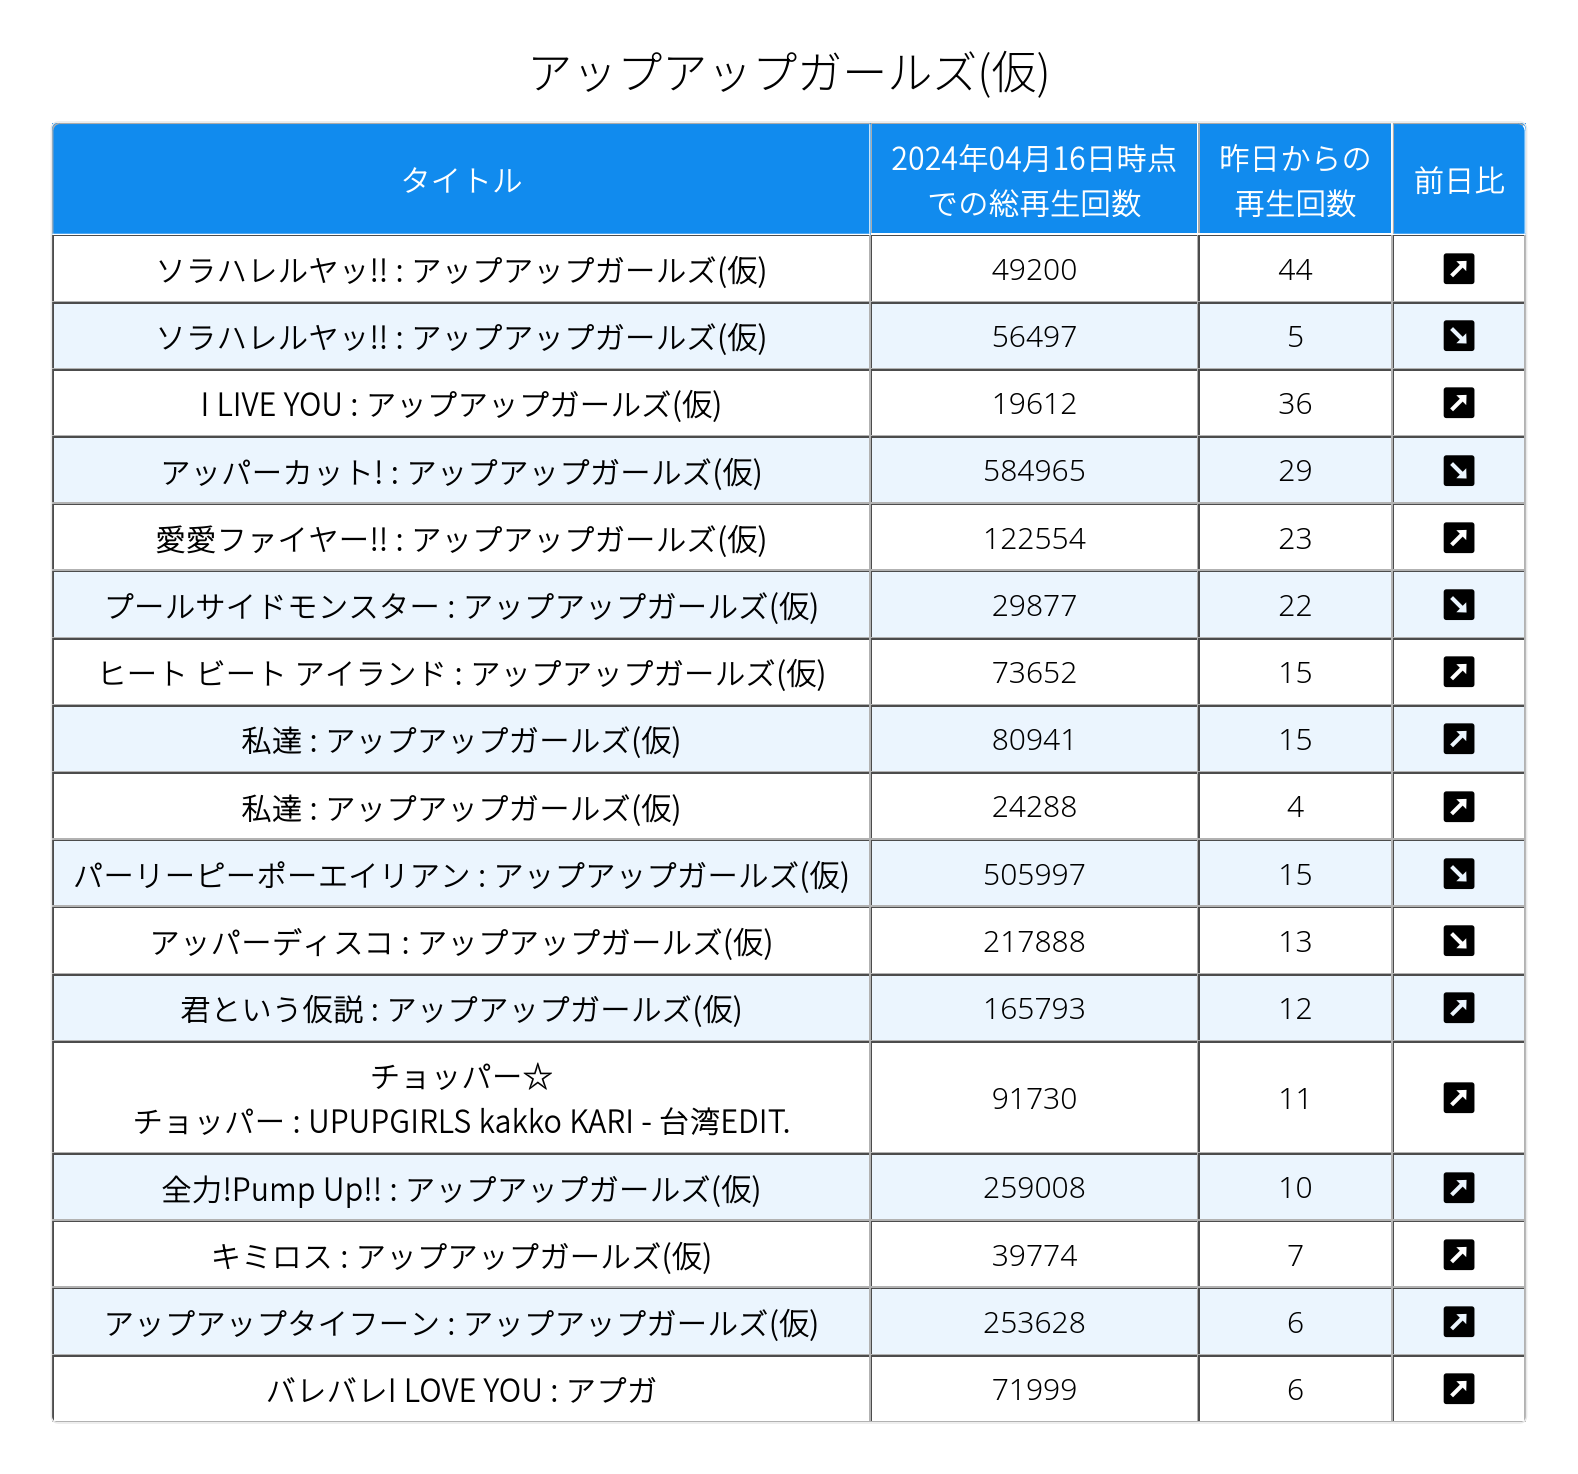 アップアップガールズ(仮)
タイトル
2024年04月16日時点
での総再生回数
昨日からの
再生回数
前日比
ソラハレルヤッ!! : アップアップガールズ(仮) 49200 44
ソラハレルヤッ!! : アップアップガールズ(仮) 56497 5
I LIVE YOU : アップアップガールズ(仮) 19612 36
アッパーカット! : アップアップガールズ(仮) 584965 29
愛愛ファイヤー!! : アップアップガールズ(仮) 122554 23
プールサイドモンスター : アップアップガールズ(仮) 29877 22
ヒート ビート アイランド : アップアップガールズ(仮) 73652 15
私達 : アップアップガールズ(仮) 80941 15
私達 : アップアップガールズ(仮) 24288 4
パーリーピーポーエイリアン : アップアップガールズ(仮) 505997 15
アッパーディスコ : アップアップガールズ(仮) 217888 13
君という仮説 : アップアップガールズ(仮) 165793 12
チョッパー☆
チョッパー : UPUPGIRLS kakko KARI - 台湾EDIT. 91730 11
全力!Pump Up!! : アップアップガールズ(仮) 259008 10
キミロス : アップアップガールズ(仮) 39774 7
アップアップタイフーン : アップアップガールズ(仮) 253628 6
バレバレI LOVE YOU : アプガ 71999 6